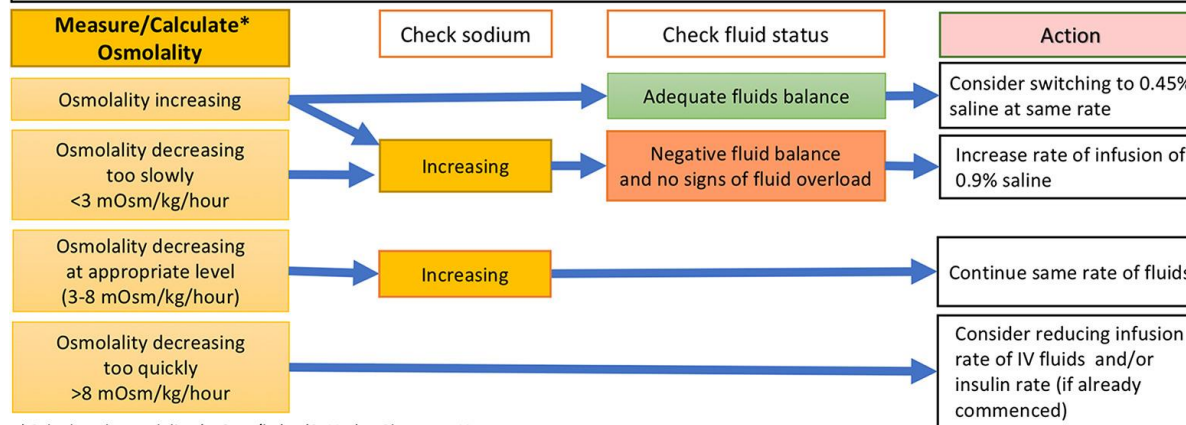 Measure/Calculate*
Osmolality
Check sodium
Check fluid status
Action
Osmolality increasing
Adequate fluids balance
Consider switching to 0.45%
saline at same rate
Osmolality decreasing
too slowly
<3 mOsm/kg/hour
Increasing
Negative fluid balance
and no signs of fluid overload
Increase rate of infusion of
0.9% saline
Osmolality decreasing
at appropriate level
(3-8 mOsm/kg/hour)
Increasing
Continue same rate of fluids
Osmolality decreasing
too quickly
>8 mOsm/kg/hour
Consider reducing infusion
rate of IV fluids and/or
insulin rate (if already
commenced)